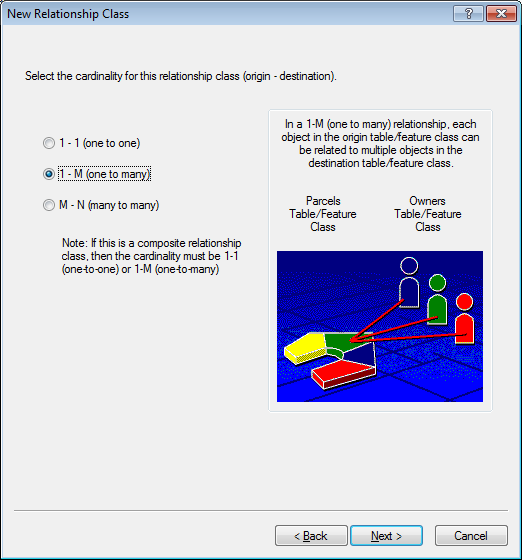 New Relationship Class
?
Select the cardinality for this relationship class (origin - destination).
1 - 1 (one to one)
1 - M (one to many)
M - N (many to many)
Note: If this is a composite relationship
class, then the cardinality must be 1-1
(one-to-one) or 1-M (one-to-many)
In a 1-M (one to many) relationship, each
object in the origin table/feature class can
be related to multiple objects in the
destination table/feature class.
Parcels
Table/Feature
Class
Owners
Table/Feature
Class
< Back
Next >
Cancel